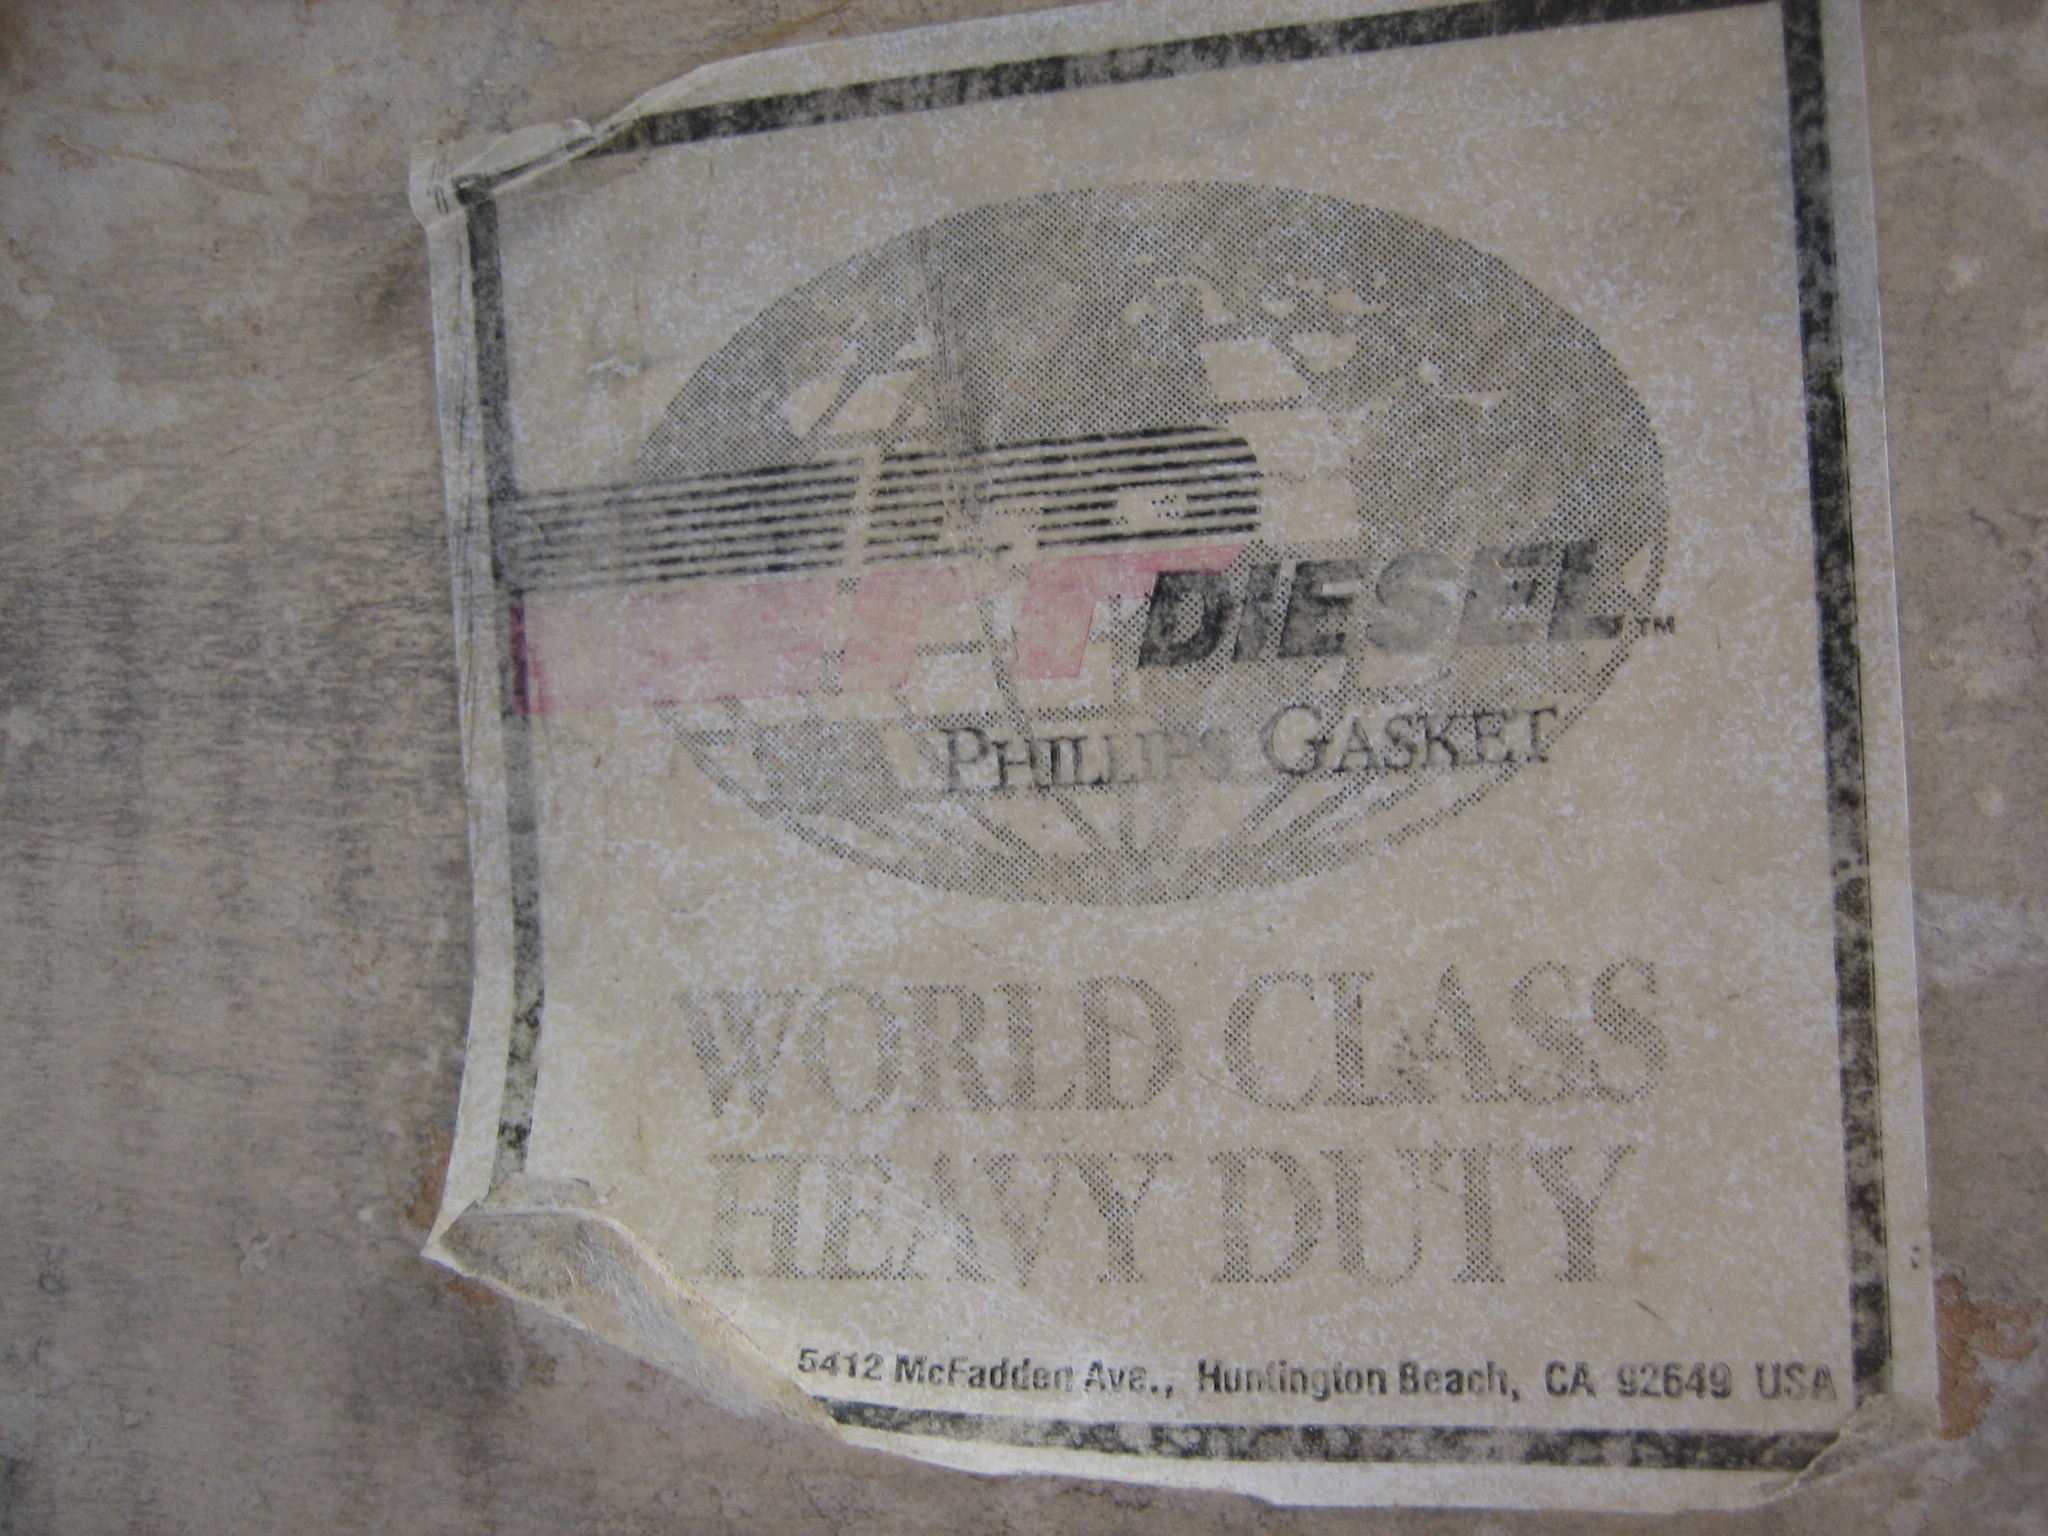 DIESEL™
PHILLIPS GASKET
WORLD CLASS
HEAVY DUTY
5412 McFadden Ave., Huntington Beach, CA 92649 USA